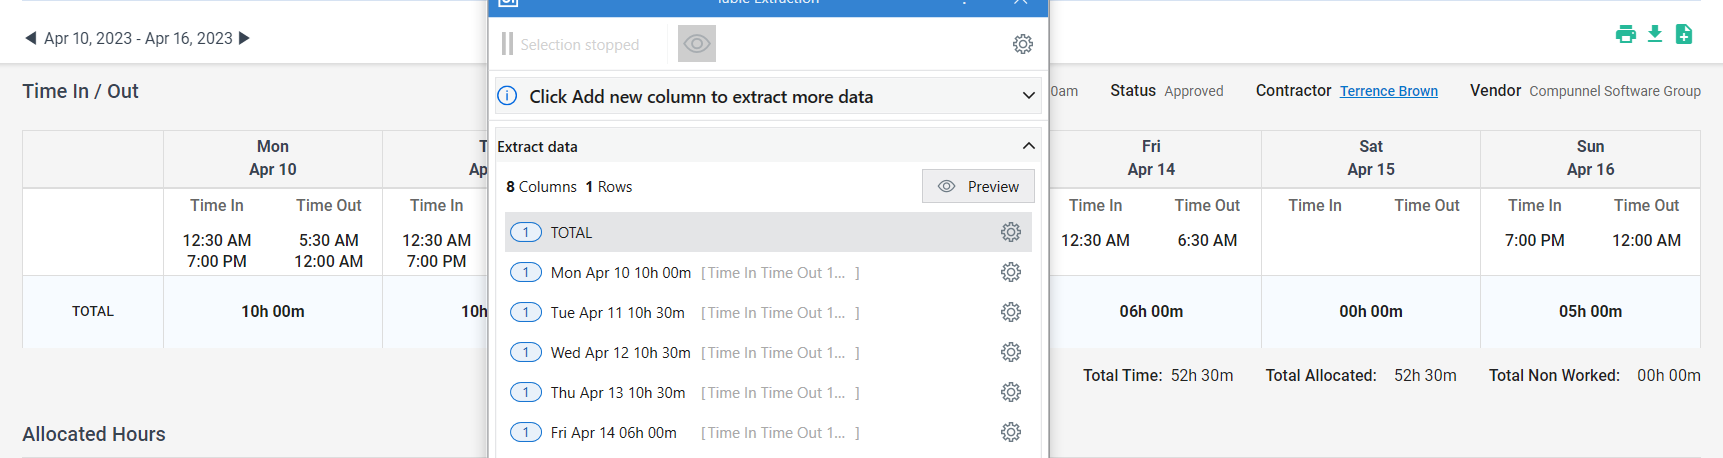 Table Extraction
Apr 10, 2023 - Apr 16, 2023
Selection stopped
Time In / Out
Click Add new column to extract more data
0am Status Approved Contractor Terrence Brown Vendor Compunnel Software Group
Extract data
8 Columns 1 Rows Preview
Mon
Apr 10
T
Ap
Fri
Apr 14
Sat
Apr 15
Sun
Apr 16
Time In Time Out Time In
12:30 AM 5:30 AM 12:30 AM
7:00 PM 12:00 AM 7:00 PM
Time In Time Out Time In Time Out Time In Time Out
12:30 AM 6:30 AM 7:00 PM 12:00 AM
TOTAL 10h 00m 10h
06h 00m 00h 00m 05h 00m
1 TOTAL
1 Mon Apr 10 10h 00m [Time In Time Out 1... ]
1 Tue Apr 11 10h 30m [Time In Time Out 1... ]
1 Wed Apr 12 10h 30m [Time In Time Out 1... ]
1 Thu Apr 13 10h 30m [Time In Time Out 1... ]
1 Fri Apr 14 06h 00m [Time In Time Out 1... ]
Total Time: 52h 30m Total Allocated: 52h 30m Total Non Worked: 00h 00m
Allocated Hours